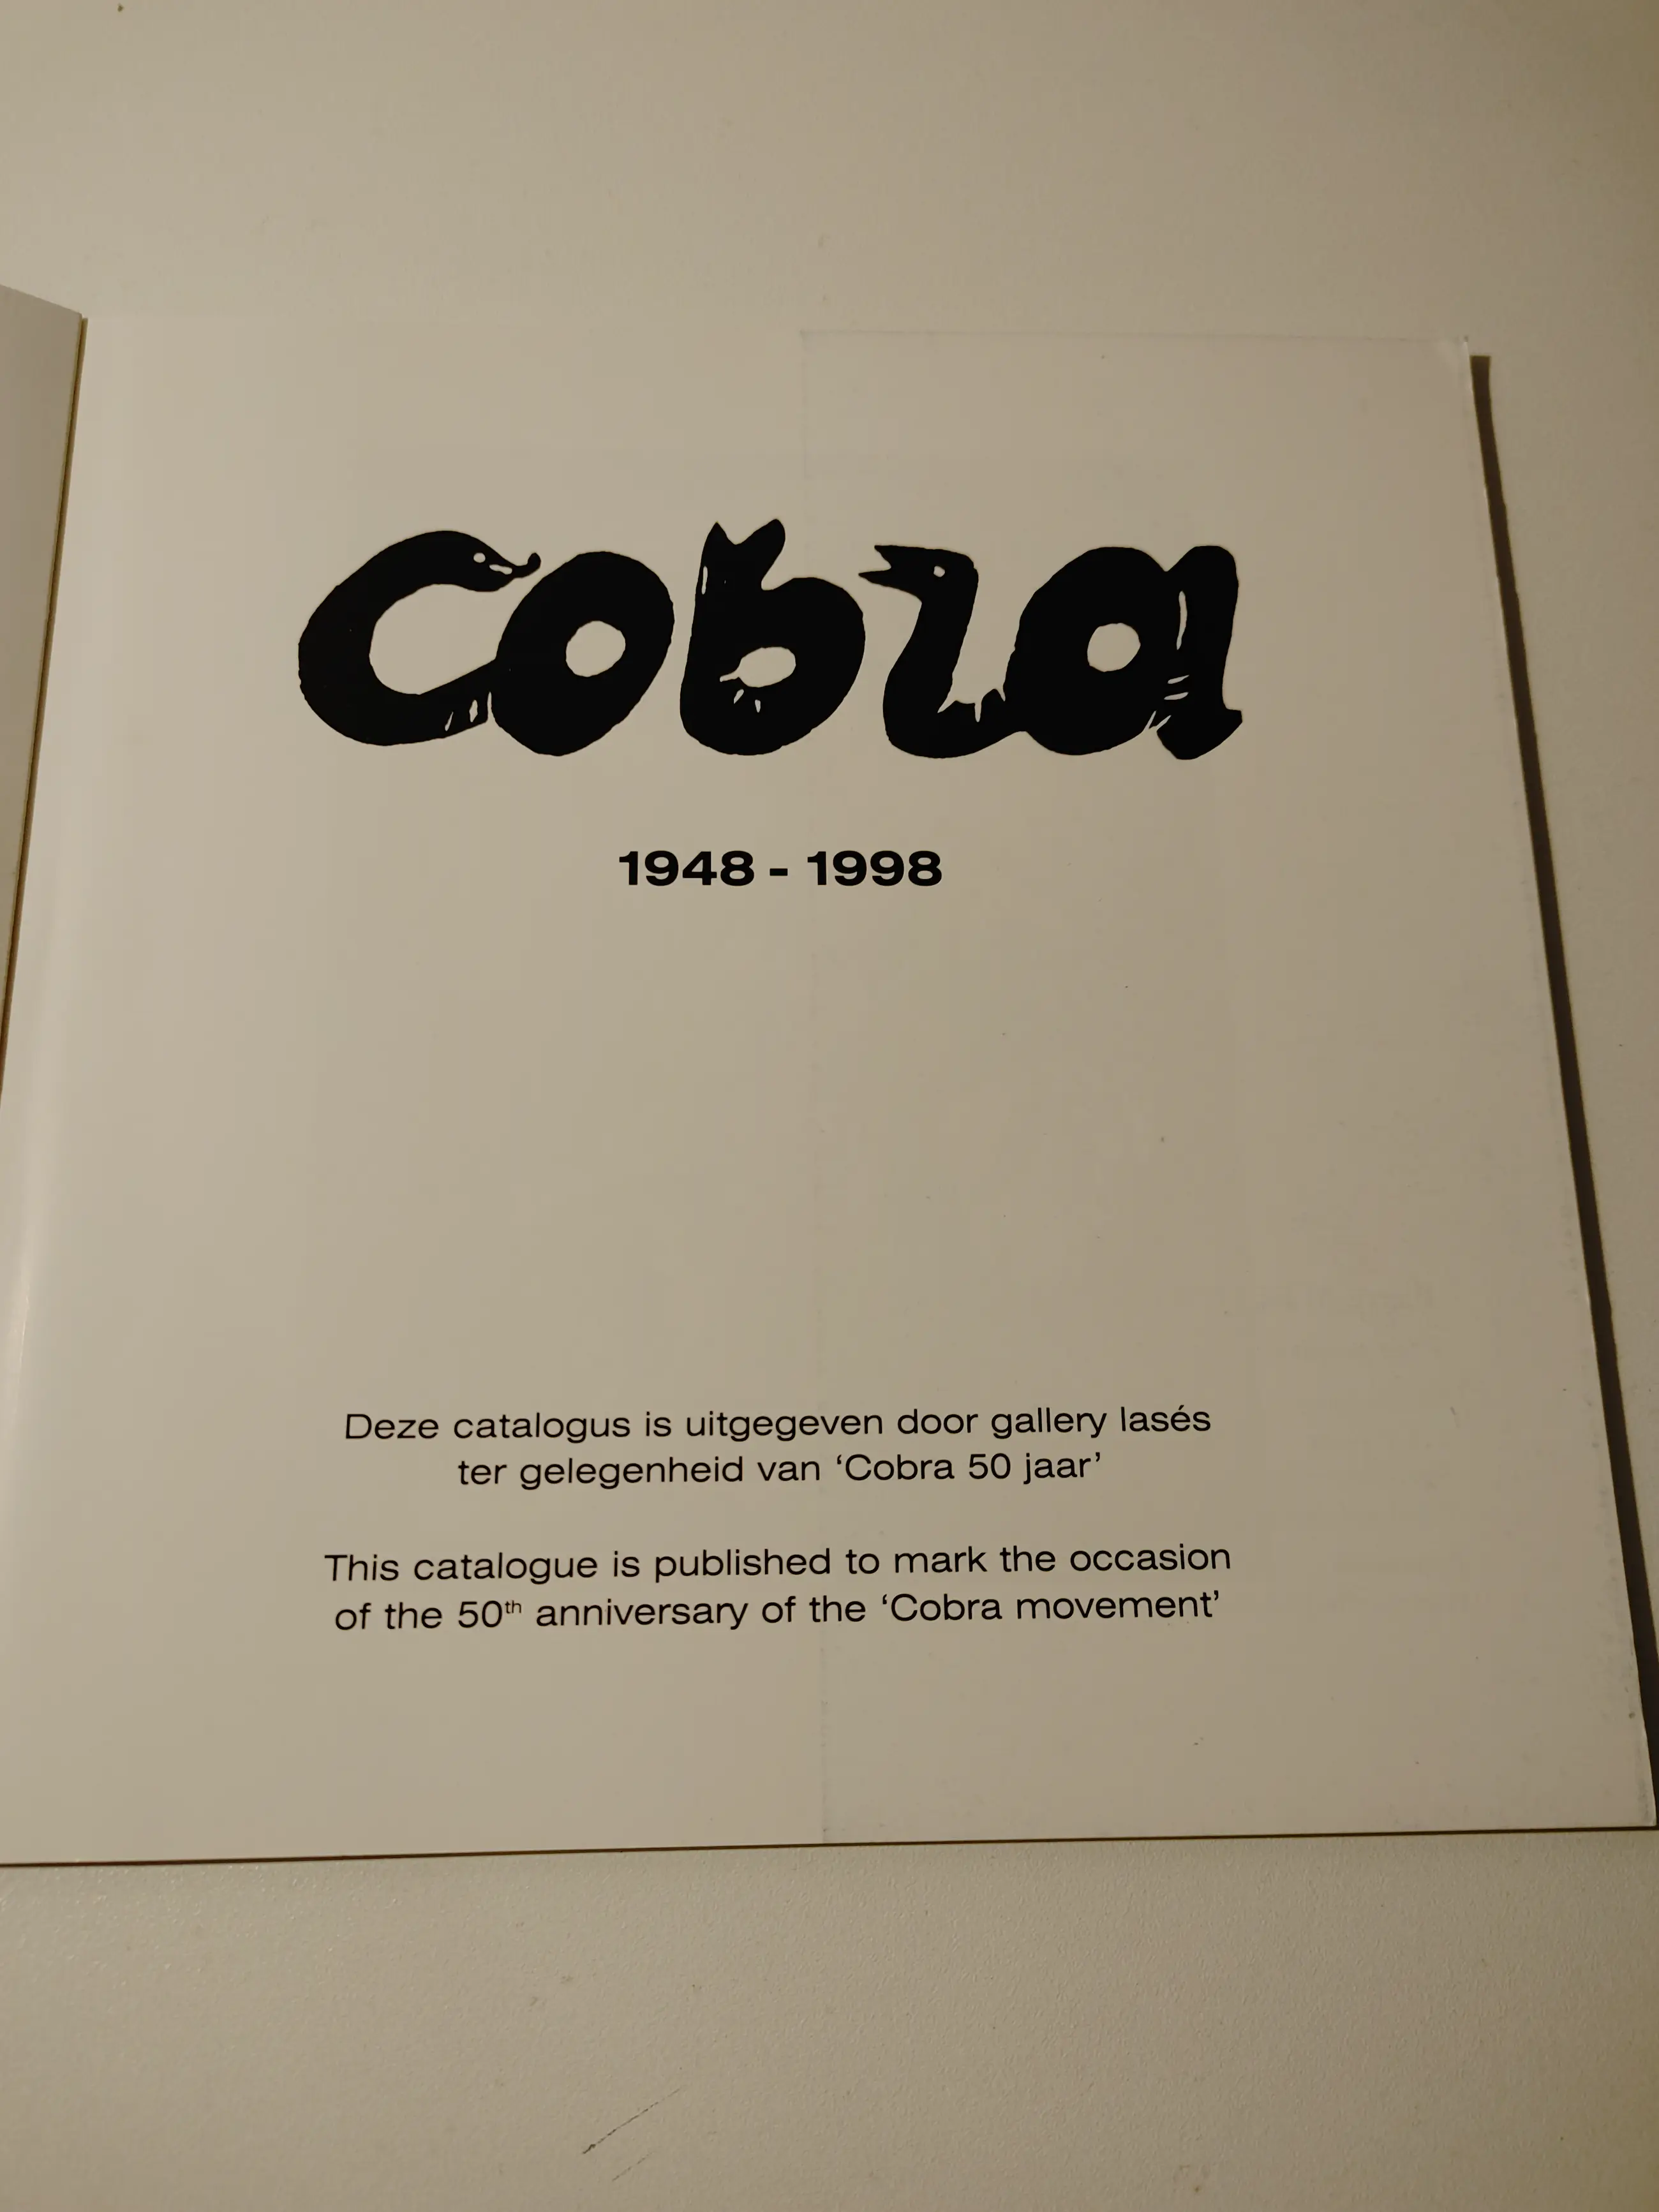 Cobra
1948 - 1998
Deze catalogus is uitgegeven door gallery lasés
ter gelegenheid van ‘Cobra 50 jaar’
This catalogue is published to mark the occasion
of the 50th anniversary of the ‘Cobra movement’